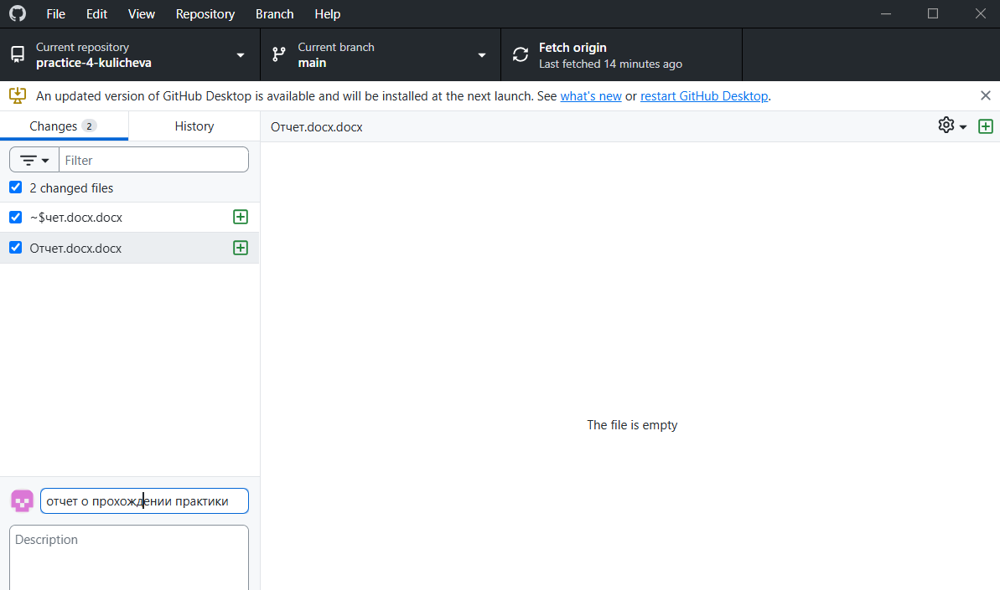 File Edit View Repository Branch Help
Current repository
practice-4-kulicheva
Current branch
main
Fetch origin
Last fetched 14 minutes ago
An updated version of GitHub Desktop is available and will be installed at the next launch. See what's new or restart GitHub Desktop.
Changes 2
History
Отчет.docx.docx
Filter
2 changed files
~$чет.docx.docx
Отчет.docx.docx
The file is empty
отчет о прохождении практики
Description